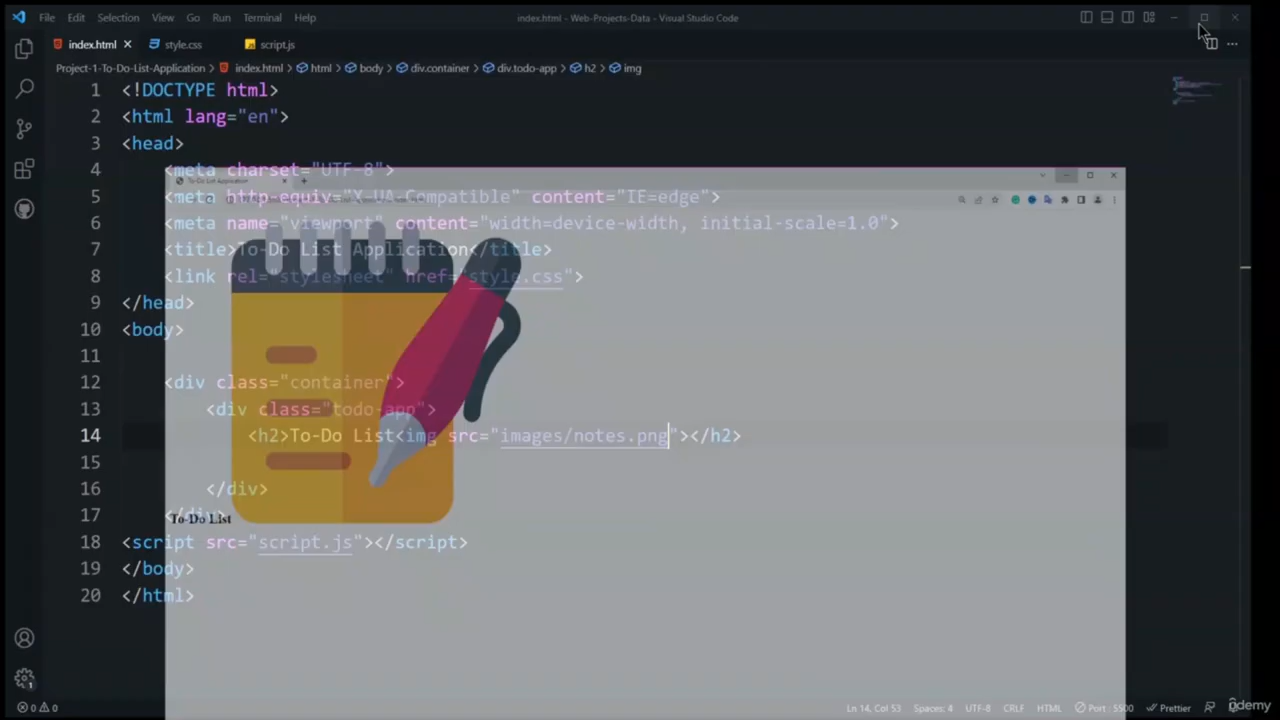 File Edit Selection View Go Run Terminal Help index.html - Web-Projects-Data - Visual Studio Code
index.html style.css script.js
Project-1-To-Do-List-Application > index.html > html > body > div.container > div.todo-app > h2 > img
1 <!DOCTYPE html>
2 <html lang="en">
3 <head>
4 <meta charset="UTF-8">
To-Do List Application
5 <meta http-equiv="X-UA-Compatible" content="IE=edge">
6 <meta name="viewport" content="width=device-width, initial-scale=1.0">
7 <title>To-Do List Application</title>
8 <link rel="stylesheet" href="style.css">
9 </head>
10 <body>
11
12 <div class="container">
13 <div class="todo-app">
14 <h2>To-Do List<img src="images/notes.png"></h2>
15
16 </div>
17 </div>
To-Do List
18 <script src="script.js"></script>
19 </body>
20 </html>
1
0 0 Ln 14, Col 53 Spaces: 4 UTF-8 CRLF HTML Port : 5500 Prettier
ûdemy